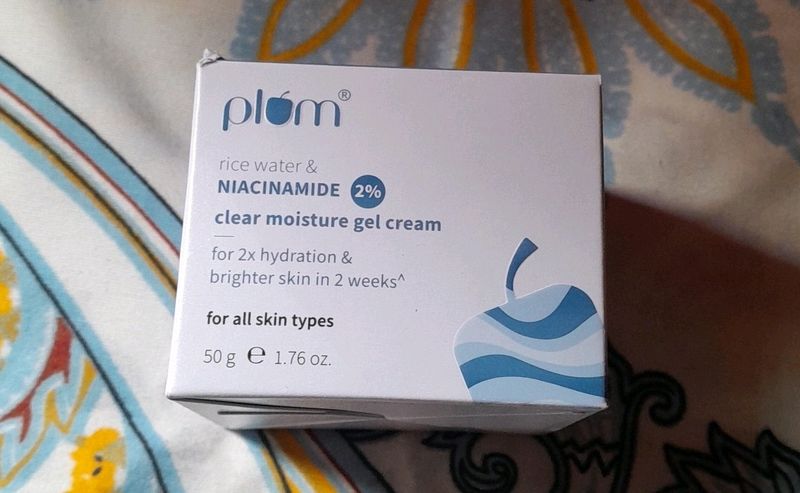 plum®
rice water &
NIACINAMIDE 2%
clear moisture gel cream
for 2x hydration &
brighter skin in 2 weeks^
for all skin types
50 g ℮ 1.76 oz.